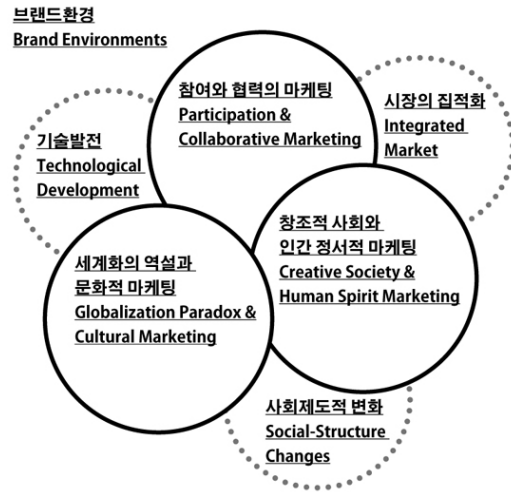 브랜드환경
Brand Environments
참여와 협력의 마케팅
Participation &
Collaborative Marketing
시장의 집적화
Integrated
Market
기술발전
Technological
Development
창조적 사회와
인간 정서적 마케팅
Creative Society &
Human Spirit Marketing
세계화의 역설과
문화적 마케팅
Globalization Paradox &
Cultural Marketing
사회제도적 변화
Social-Structure
Changes